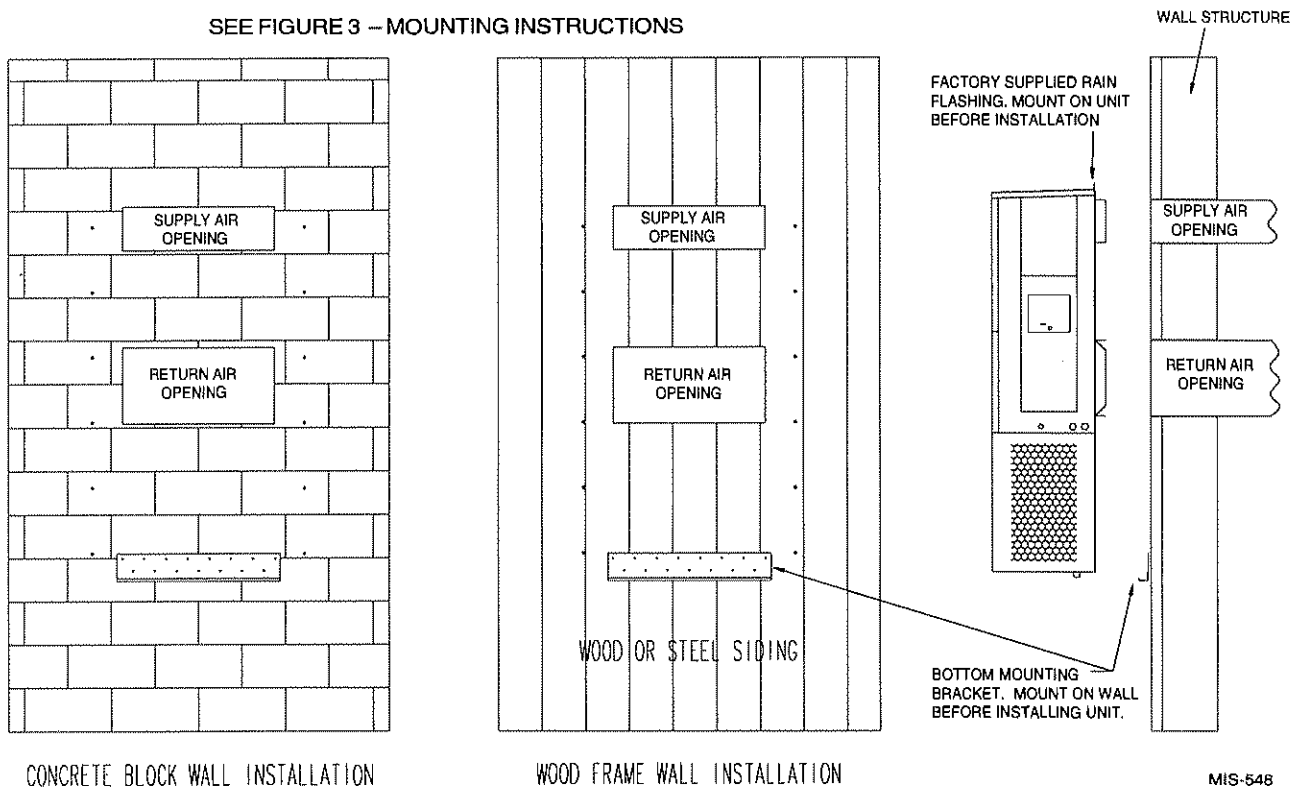 SEE FIGURE 3 – MOUNTING INSTRUCTIONS
WALL STRUCTURE
FACTORY SUPPLIED RAIN
FLASHING. MOUNT ON UNIT
BEFORE INSTALLATION
SUPPLY AIR
OPENING
SUPPLY AIR
OPENING
SUPPLY AIR
OPENING
RETURN AIR
OPENING
RETURN AIR
OPENING
RETURN AIR
OPENING
WOOD OR STEEL SIDING
BOTTOM MOUNTING
BRACKET. MOUNT ON WALL
BEFORE INSTALLING UNIT.
CONCRETE BLOCK WALL INSTALLATION
WOOD FRAME WALL INSTALLATION
MIS-548